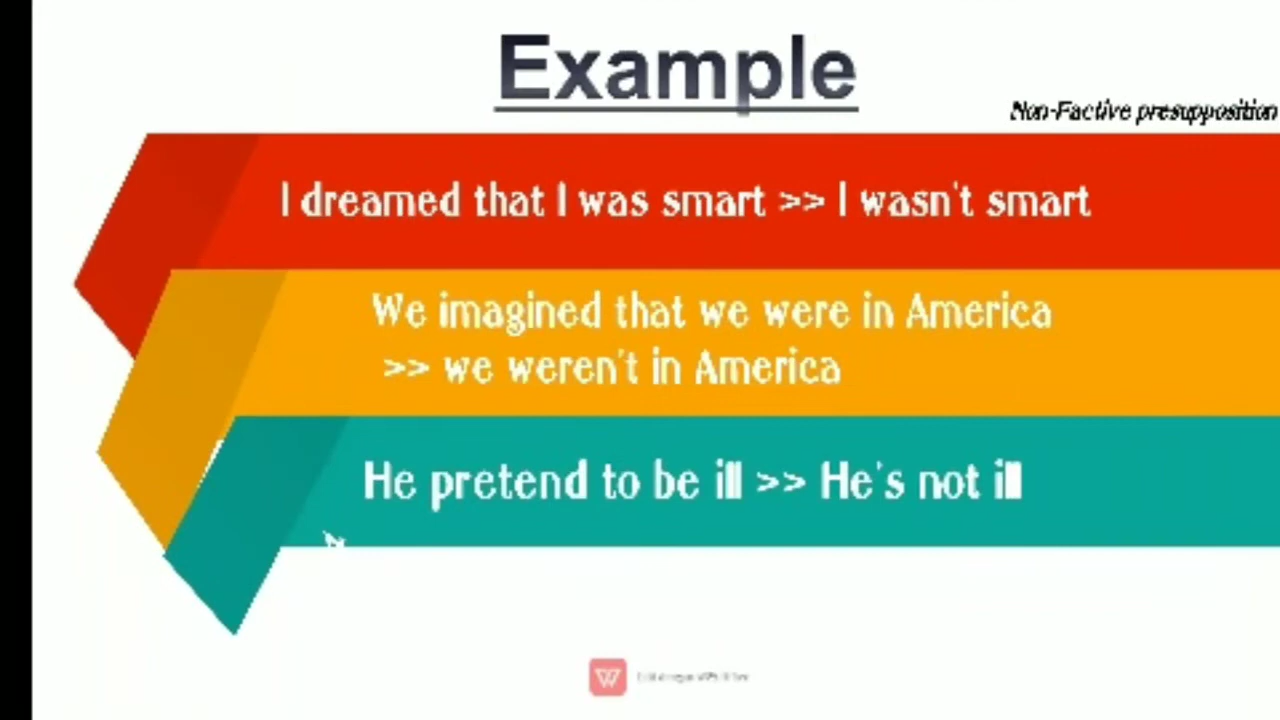 Example
Non-Factive presupposition
I dreamed that I was smart >> I wasn't smart
We imagined that we were in America
>> we weren't in America
He pretend to be ill >> He's not ill